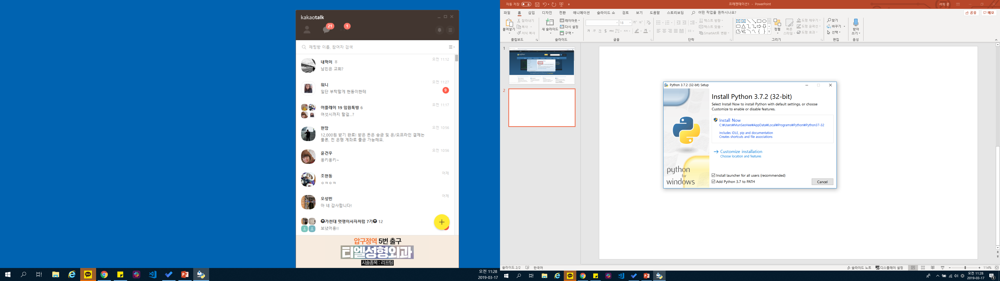 kakaotalk
21
1
채팅방 이름, 참여자 검색
내혁이
오전 11:12
남진은 교회?
워니
오전 11:27
일단 부탁할게 현동이한테
9
어플레이 19 임원톡방 6
오전 11:17
여섯시까지 할걸...?
현암
오전 10:56
12,000원 받기 완료! 받은 돈은 송금 및 온/오프라인 결제는
물론, 전 은행 계좌로 출금 가능해요.
윤건우
오전 10:56
옹키옹키~
조현동
어제
ㅇㅋㅇㅋ
오성빈
어제
아 네 감사합니다!
가천대 멋쟁이사자처럼 7기 12
보냈어용!!
압구정역 5번 출구
티엘성형외과
시술종목 : 리프팅
TALK
오전 11:28
2019-03-17
자동 저장
프레젠테이션1 - PowerPoint
서희 문
파일 홈 삽입 디자인 전환 애니메이션 슬라이드 쇼 검토 보기 도움말 스토리보딩 어떤 작업을 원하시나요?
공유 메모
붙여넣기
잘라내기
복사
서식 복사
클립보드
새 슬라이드
레이아웃
다시 설정
구역
슬라이드
18
글꼴
텍스트 방향
텍스트 맞춤
SmartArt로 변환
단락
정렬
빠른
스타일
도형 채우기
도형 윤곽선
도형 효과
그리기
찾기
바꾸기
선택
편집
받아
쓰기
음성
1
python
2
Python 3.7.2 (32-bit) Setup
Install Python 3.7.2 (32-bit)
Select Install Now to install Python with default settings, or choose
Customize to enable or disable features.
Install Now
C:₩Users₩MunSeoHee₩AppData₩Local₩Programs₩Python₩Python37-32
Includes IDLE, pip and documentation
Creates shortcuts and file associations
Customize installation
Choose location and features
python
for
windows
Install launcher for all users (recommended)
Add Python 3.7 to PATH
Cancel
슬라이드 2/2
한국어
슬라이드 노트
디스플레이 설정
114%
TALK
오전 11:28
2019-03-17